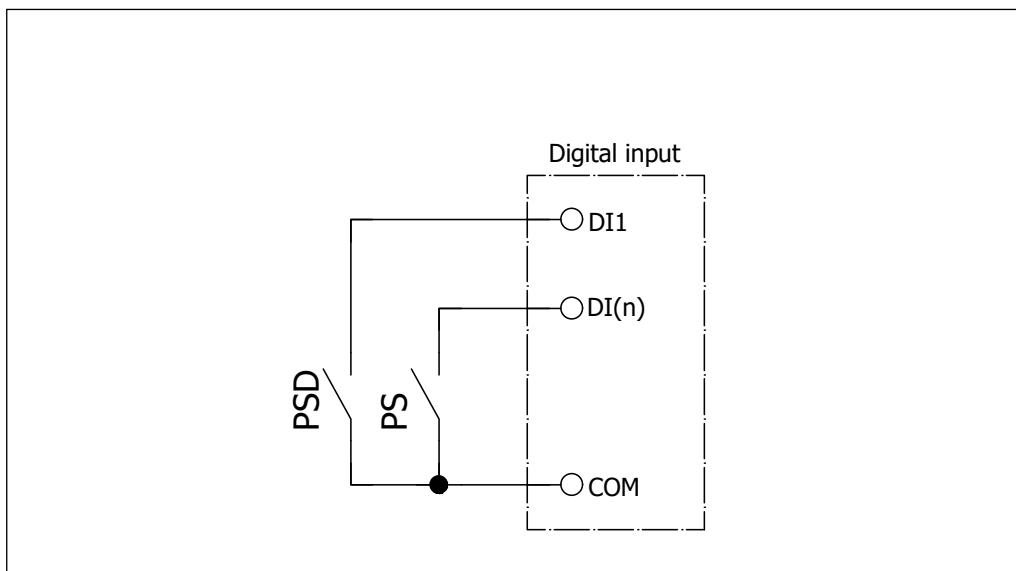 Digital input
DI1
DI(n)
PSD
PS
COM